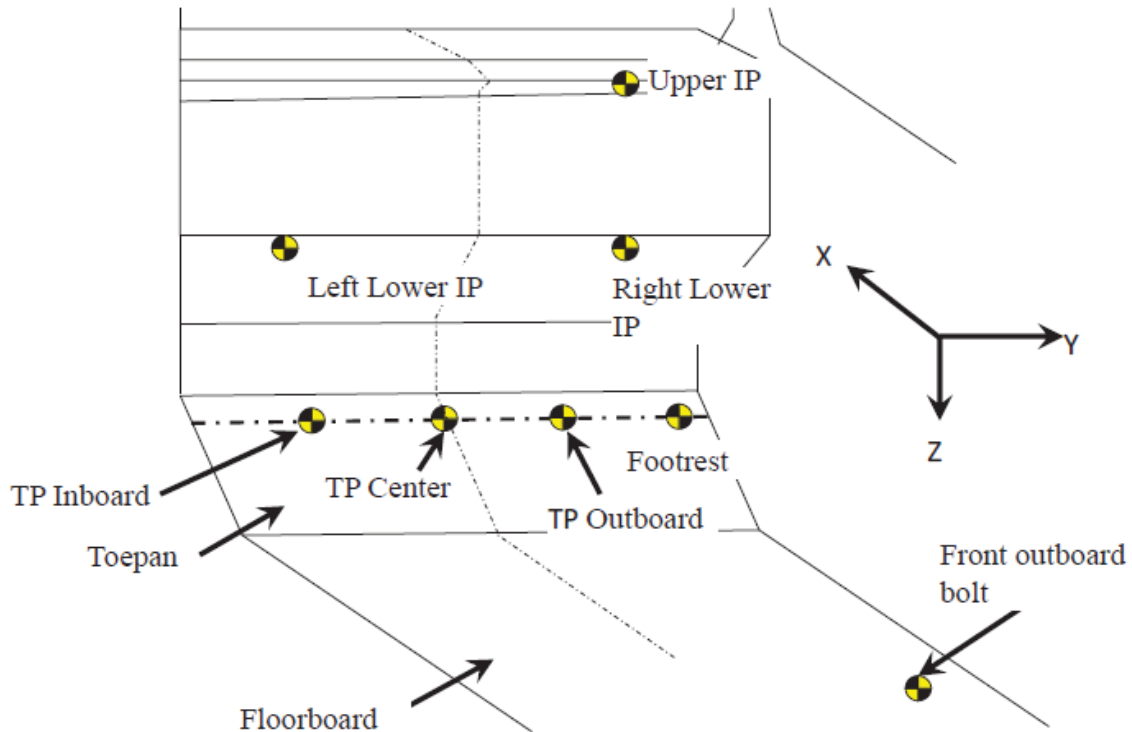 Upper IP
X
Left Lower IP
Right Lower
IP
Y
Z
Footrest
TP Center
TP Inboard
TP Outboard
Toepan
Front outboard
bolt
Floorboard